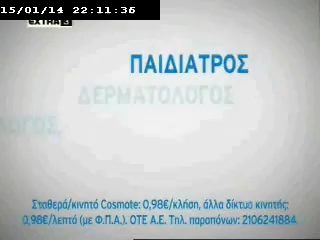 15/01/14 22:11:36
EXTRA 3
ΠΑΙΔΙΑΤΡΟΣ
ΔΕΡΜΑΤΟΛΟΓΟΣ
ΛΟΓΟΣ
Σταθερά/κινητό Cosmote: 0,98€/κλήση, άλλα δίκτυο κινητής:
0,98€/λεπτό (με Φ.Π.Α.). ΟΤΕ Α.Ε. Τηλ. παραπόνων: 2106241884.